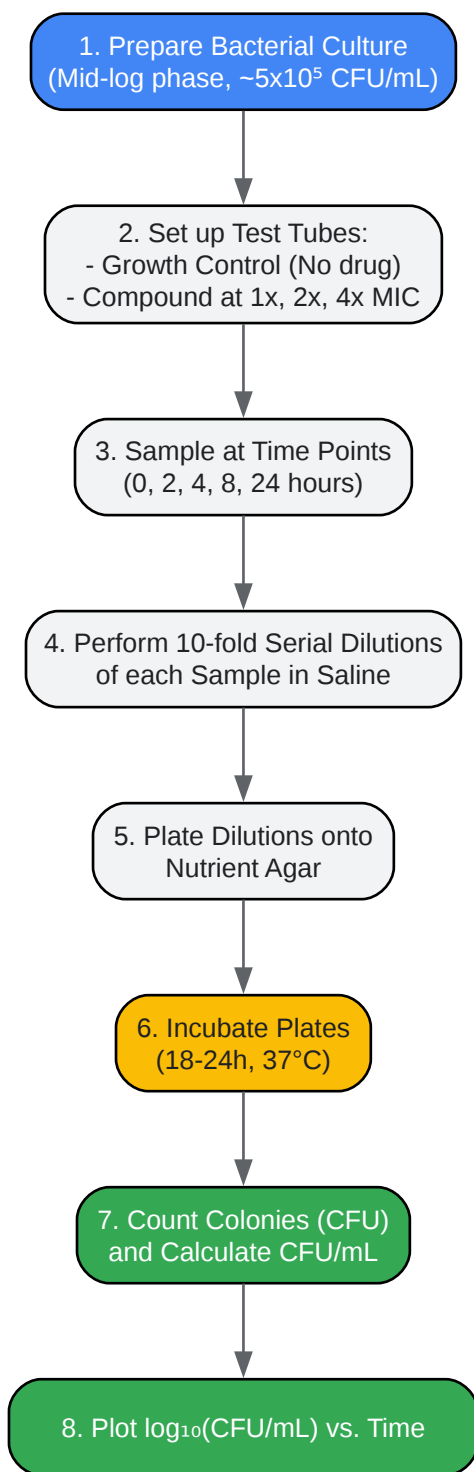 1. Prepare Bacterial Culture
(Mid-log phase, ~5x10⁵ CFU/mL)
2. Set up Test Tubes:
- Growth Control (No drug)
- Compound at 1x, 2x, 4x MIC
3. Sample at Time Points
(0, 2, 4, 8, 24 hours)
4. Perform 10-fold Serial Dilutions
of each Sample in Saline
5. Plate Dilutions onto
Nutrient Agar
6. Incubate Plates
(18-24h, 37°C)
7. Count Colonies (CFU)
and Calculate CFU/mL
8. Plot log₁₀(CFU/mL) vs. Time